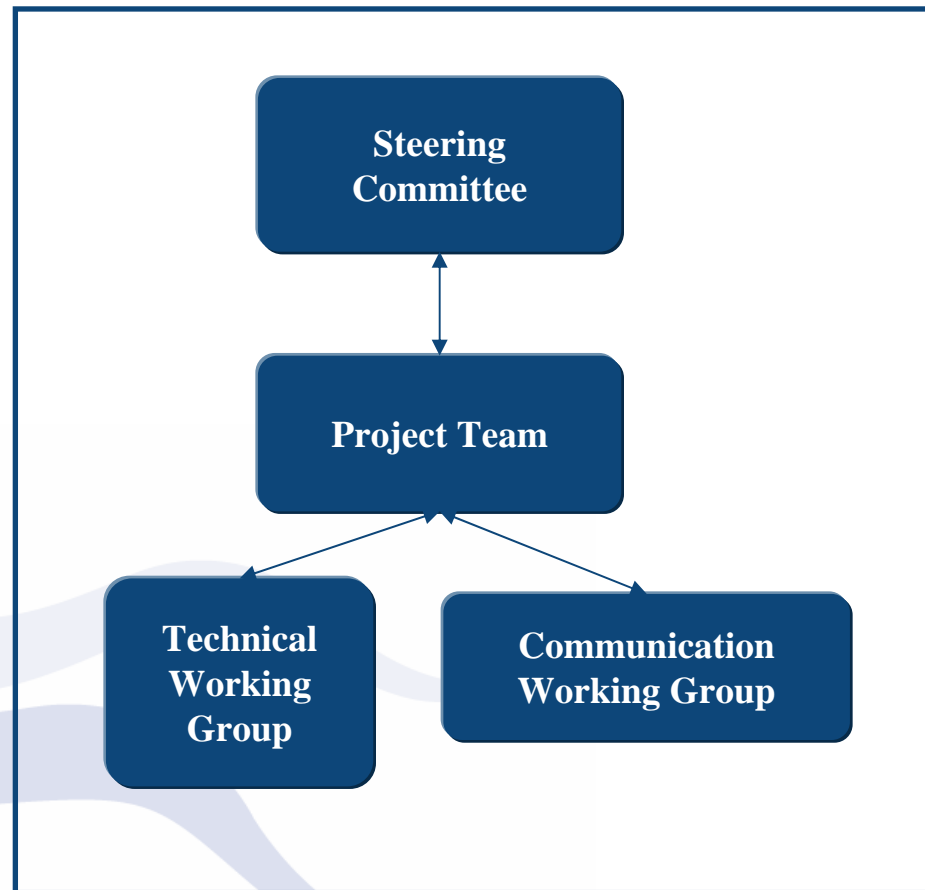 Steering
Committee
Project Team
Technical
Working
Group
Communication
Working Group